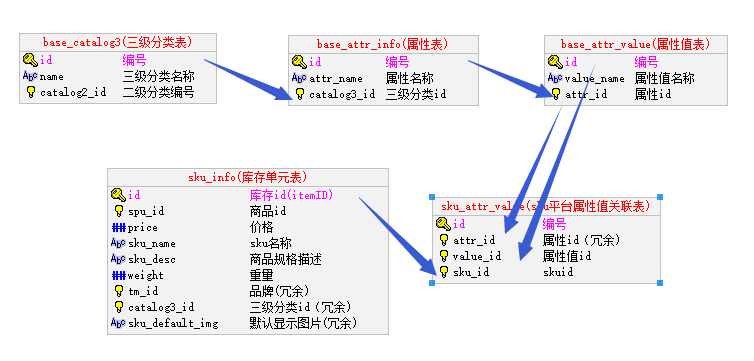 base_catalog3(三级分类表)
id 编号
name 三级分类名称
catalog2_id 二级分类编号
base_attr_info(属性表)
id 编号
attr_name 属性名称
catalog3_id 三级分类id
base_attr_value(属性值表)
id 编号
value_name 属性值名称
attr_id 属性id
sku_info(库存单元表)
id 库存id(itemID)
spu_id 商品id
price 价格
sku_name sku名称
sku_desc 商品规格描述
weight 重量
tm_id 品牌(冗余)
catalog3_id 三级分类id（冗余）
sku_default_img 默认显示图片(冗余)
sku_attr_value(sku平台属性值关联表)
id 编号
attr_id 属性id（冗余)
value_id 属性值id
sku_id skuid